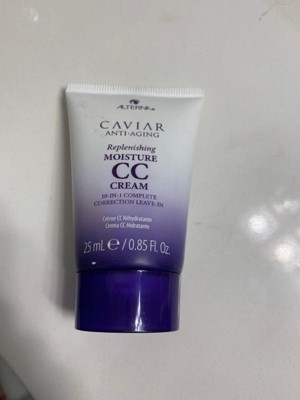 ALTERNA
CAVIAR
ANTI-AGING
Replenishing
MOISTURE
CC
CREAM
10-IN-1 COMPLETE
CORRECTION LEAVE-IN
Crème CC Réhydratante
Crema CC Hidratante
25 mL ℮ / 0.85 Fl. Oz.